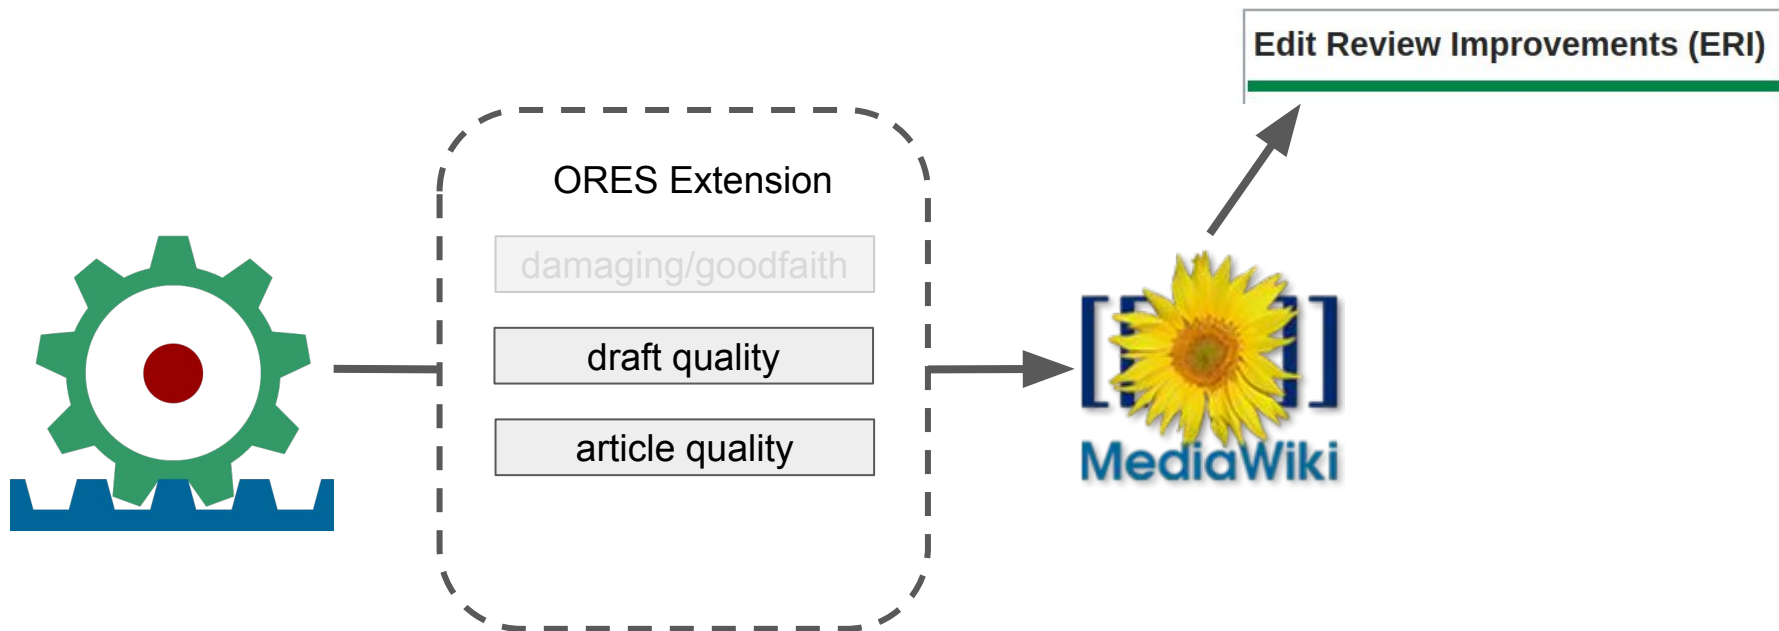 Edit Review Improvements (ERI)
ORES Extension
damaging/goodfaith
draft quality
article quality
[[ ]]
MediaWiki